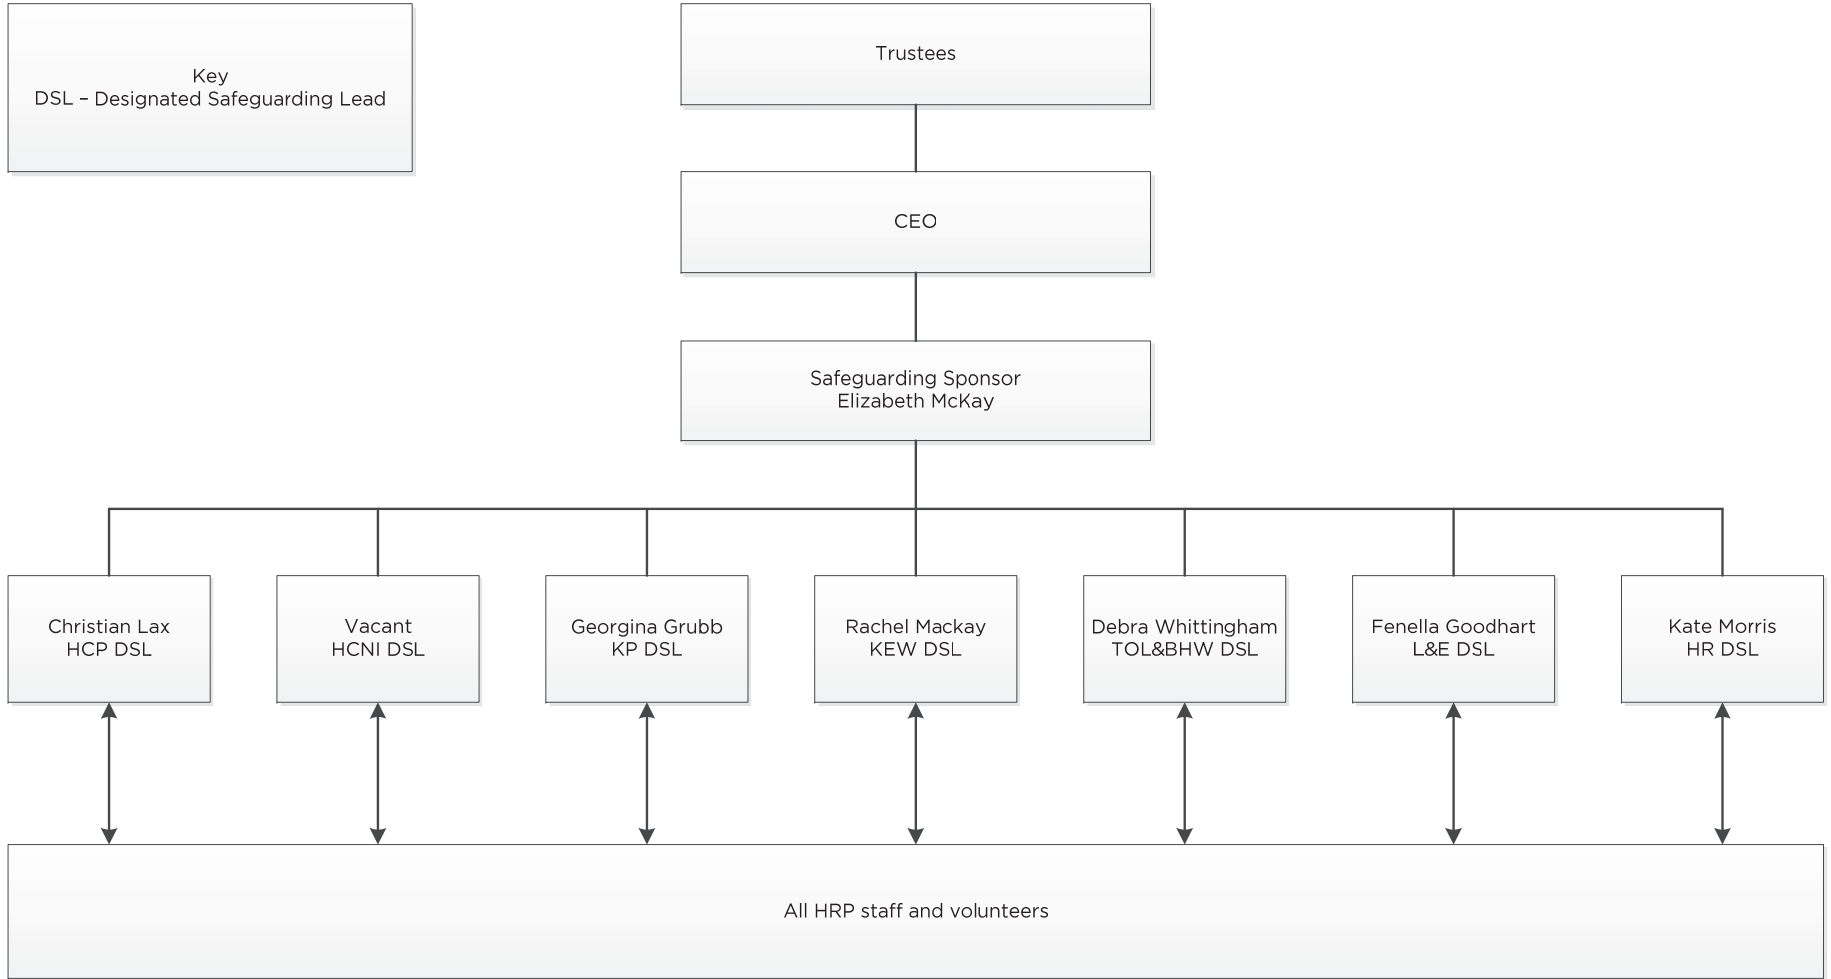 Key
DSL – Designated Safeguarding Lead
Trustees
CEO
Safeguarding Sponsor
Elizabeth McKay
Christian Lax
HCP DSL
Vacant
HCNI DSL
Georgina Grubb
KP DSL
Rachel Mackay
KEW DSL
Debra Whittingham
TOL&BHW DSL
Fenella Goodhart
L&E DSL
Kate Morris
HR DSL
All HRP staff and volunteers